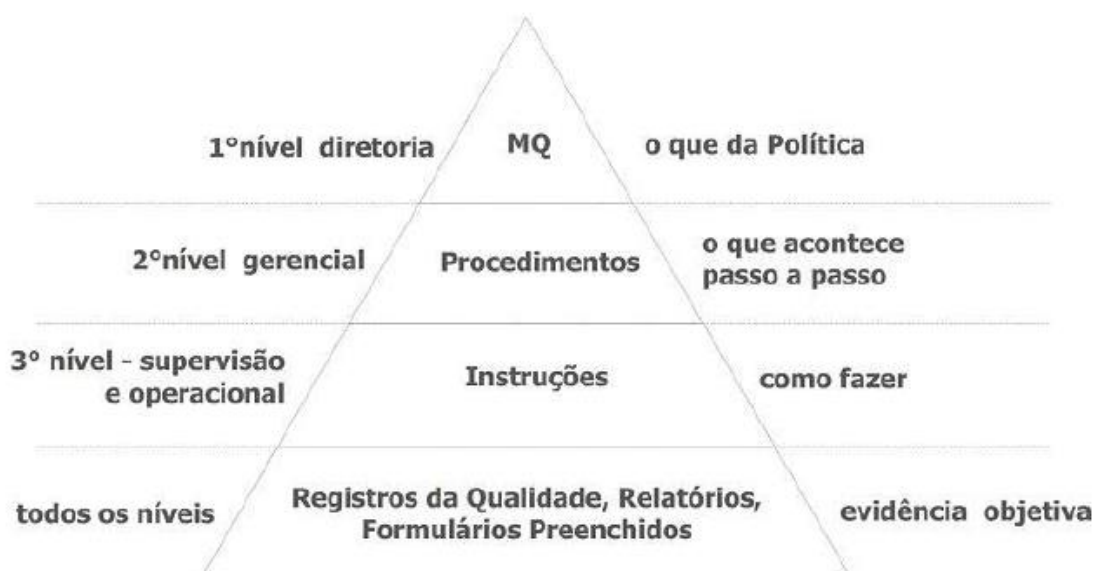 1°nível diretoria
MQ
o que da Política
2°nível gerencial
Procedimentos
o que acontece
passo a passo
3° nível - supervisão
e operacional
Instruções
como fazer
todos os níveis
Registros da Qualidade, Relatórios,
Formulários Preenchidos
evidência objetiva